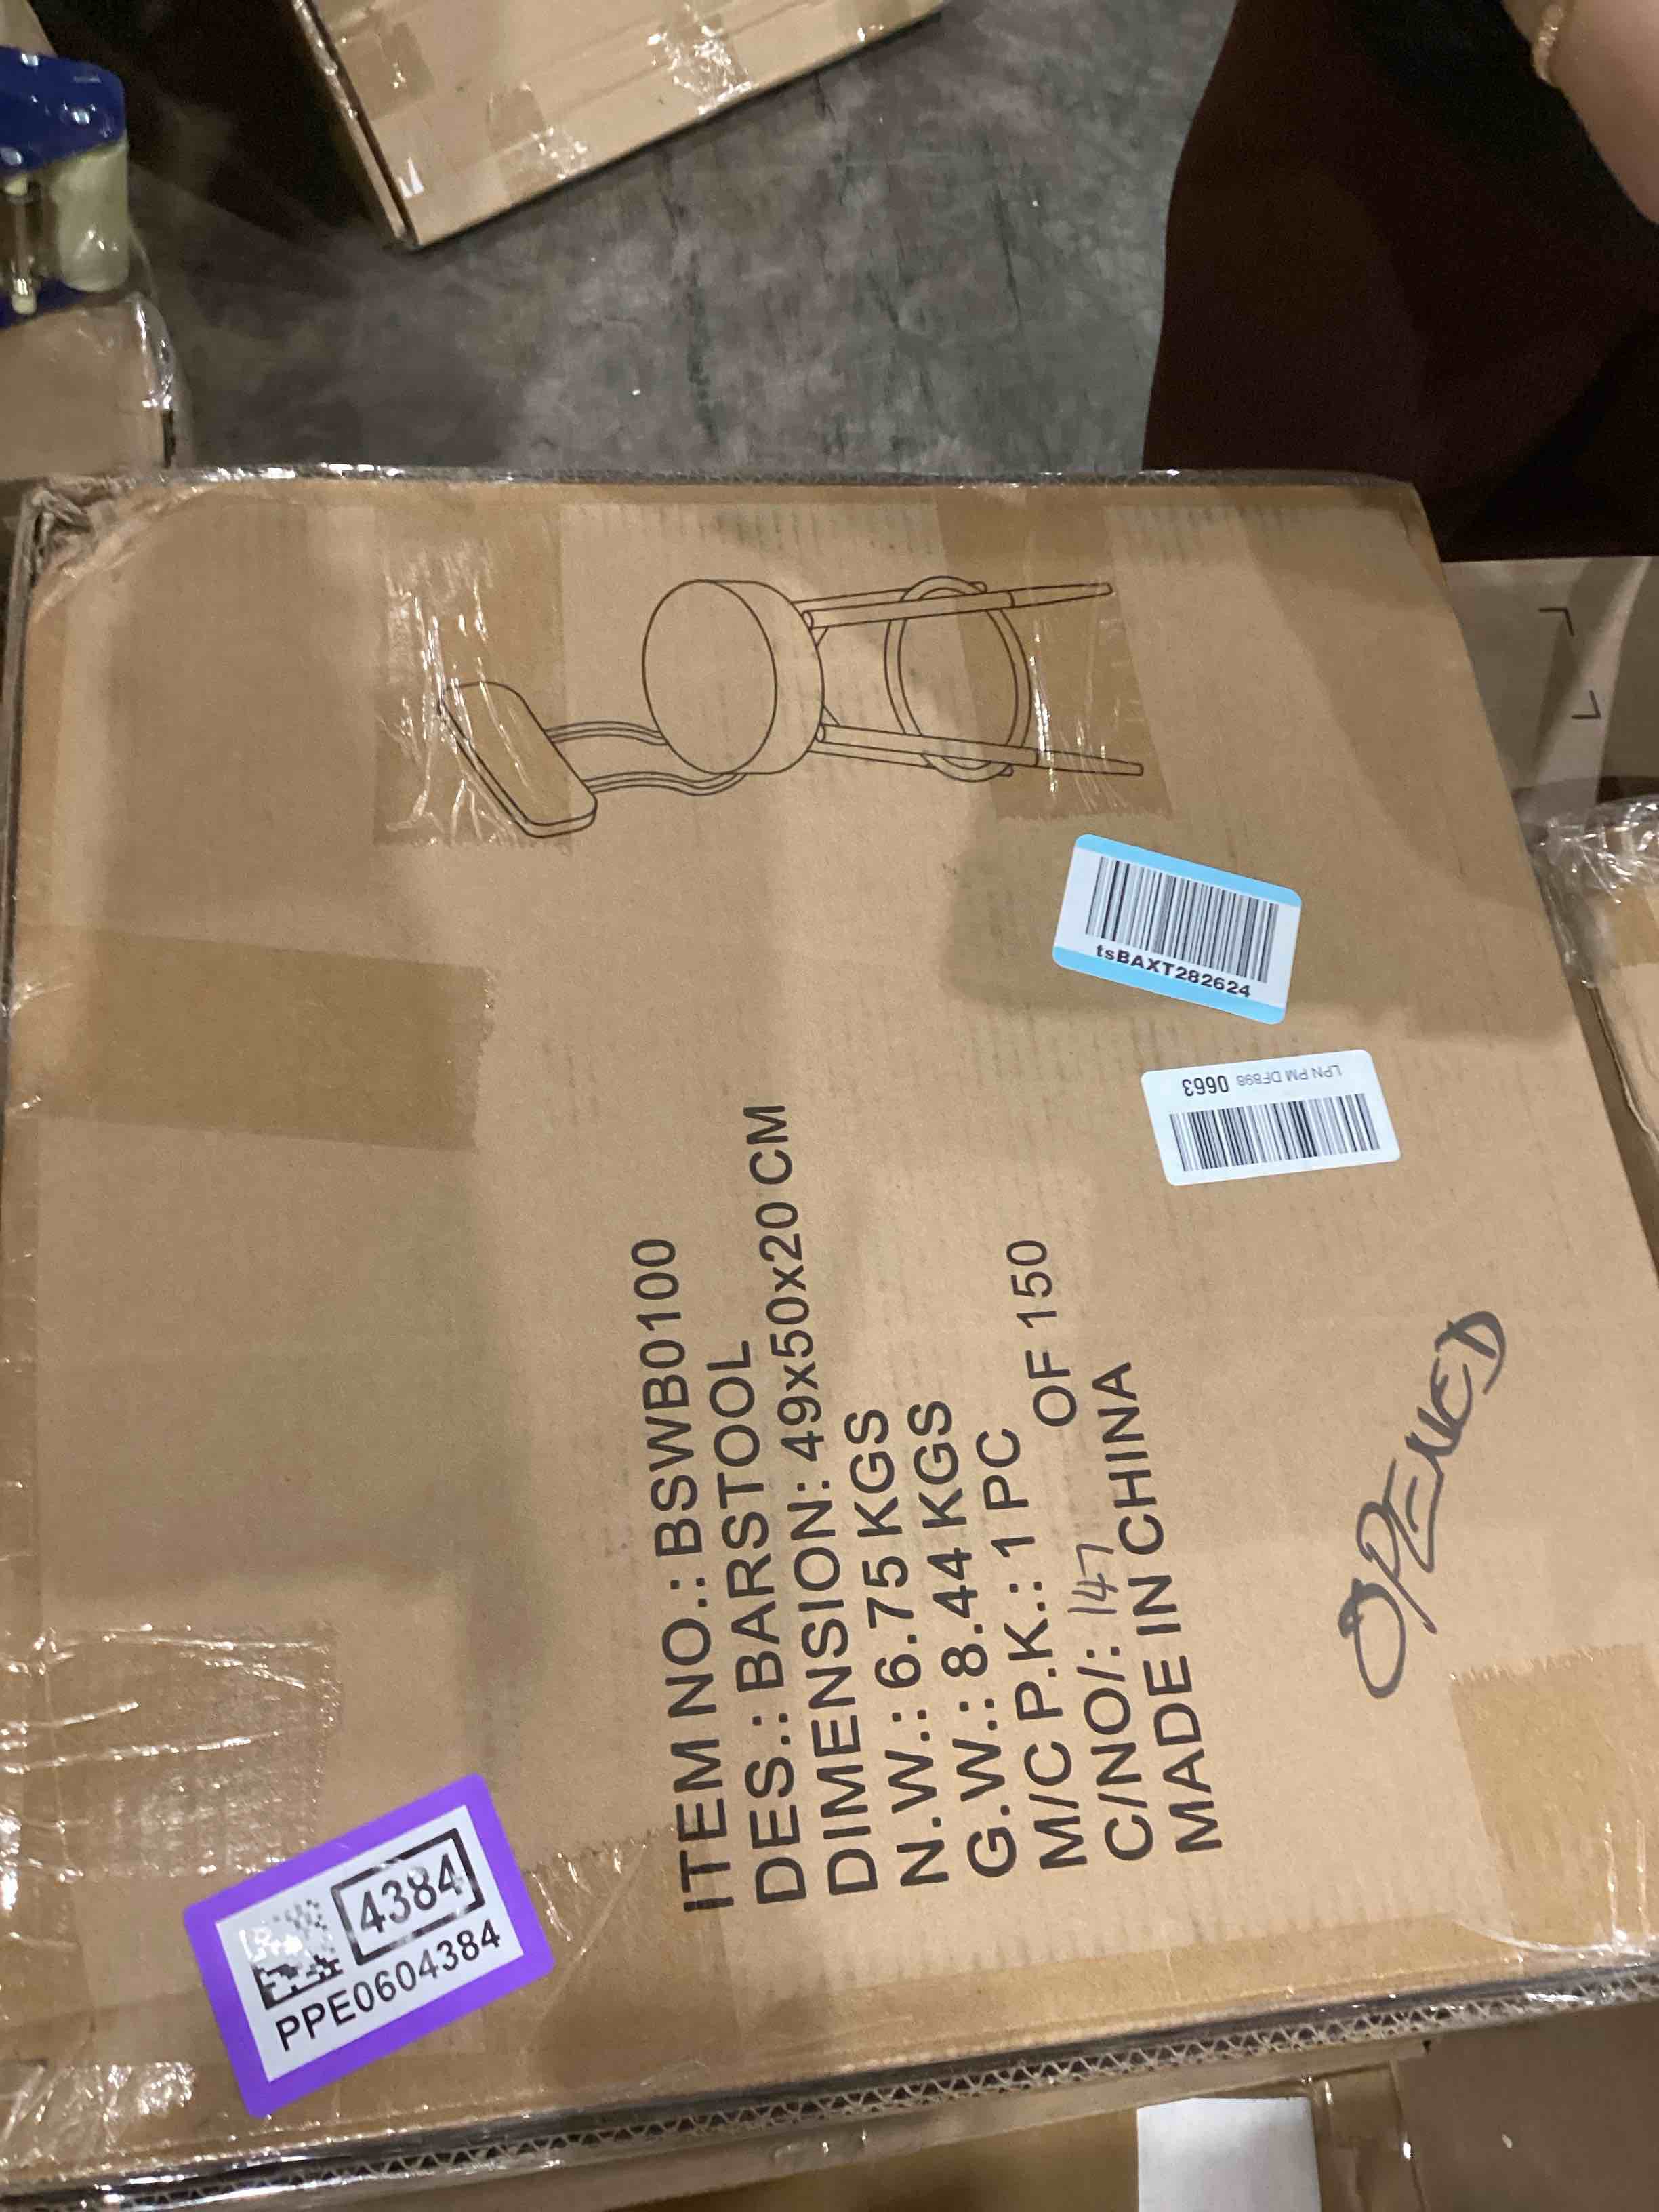 ITEM NO.: BSWB0100
DES.: BARSTOOL
DIMENSION: 49x50x20 CM
N.W.: 6.75 KGS
G.W.: 8.44 KGS
M/C P.K.: 1 PC
C/NO/: 147 OF 150
MADE IN CHINA
OPENED
tsBAXT282624
LPN PM DF898 0663
4384
PPE0604384